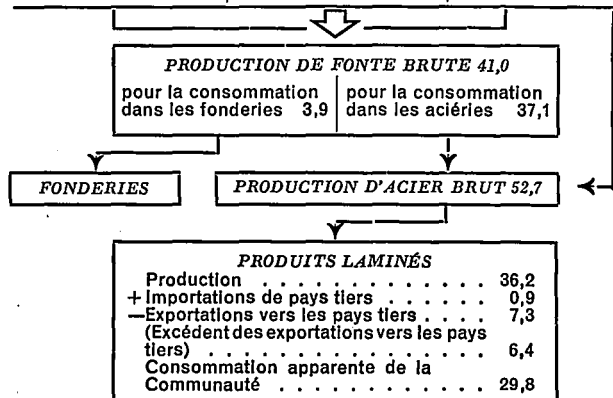 PRODUCTION DE FONTE BRUTE 41,0
pour la consommation
dans les fonderies 3,9
pour la consommation
dans les aciéries 37,1
FONDERIES
PRODUCTION D'ACIER BRUT 52,7
PRODUITS LAMINÉS
Production . . . . . . . . . . . . . 36,2
+ Importations de pays tiers . . . . . . 0,9
—Exportations vers les pays tiers . . . . 7,3
(Excédent des exportations vers les pays
tiers) . . . . . . . . . . . . . . . . 6,4
Consommation apparente de la
Communauté . . . . . . . . . . . . 29,8